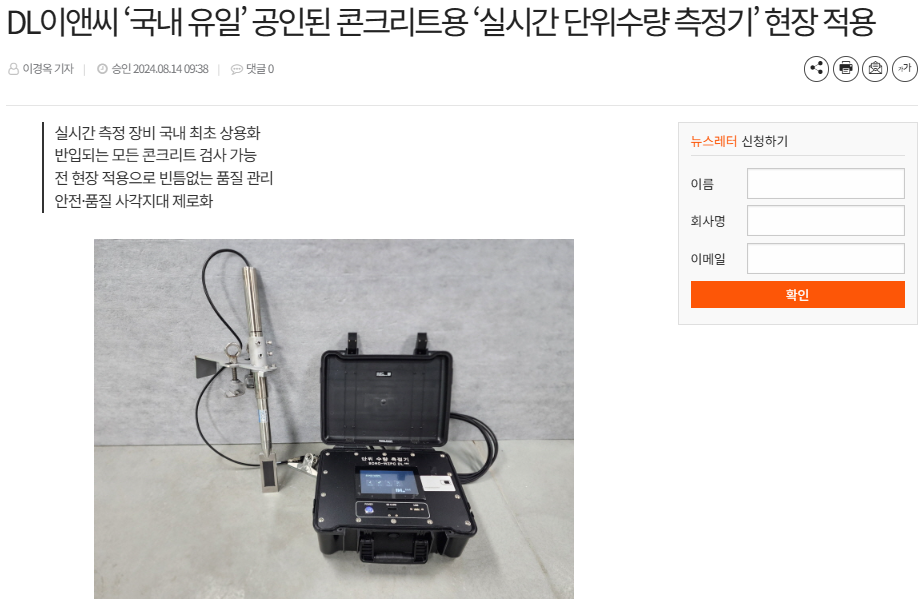 DL이앤씨 ‘국내 유일’ 공인된 콘크리트용 ‘실시간 단위수량 측정기’ 현장 적용
이경옥 기자
승인 2024.08.14 09:38
댓글 0
가가
실시간 측정 장비 국내 최초 상용화
반입되는 모든 콘크리트 검사 가능
전 현장 적용으로 빈틈없는 품질 관리
안전·품질 사각지대 제로화
뉴스레터 신청하기
이름
회사명
이메일
확인
단위 수량 측정기